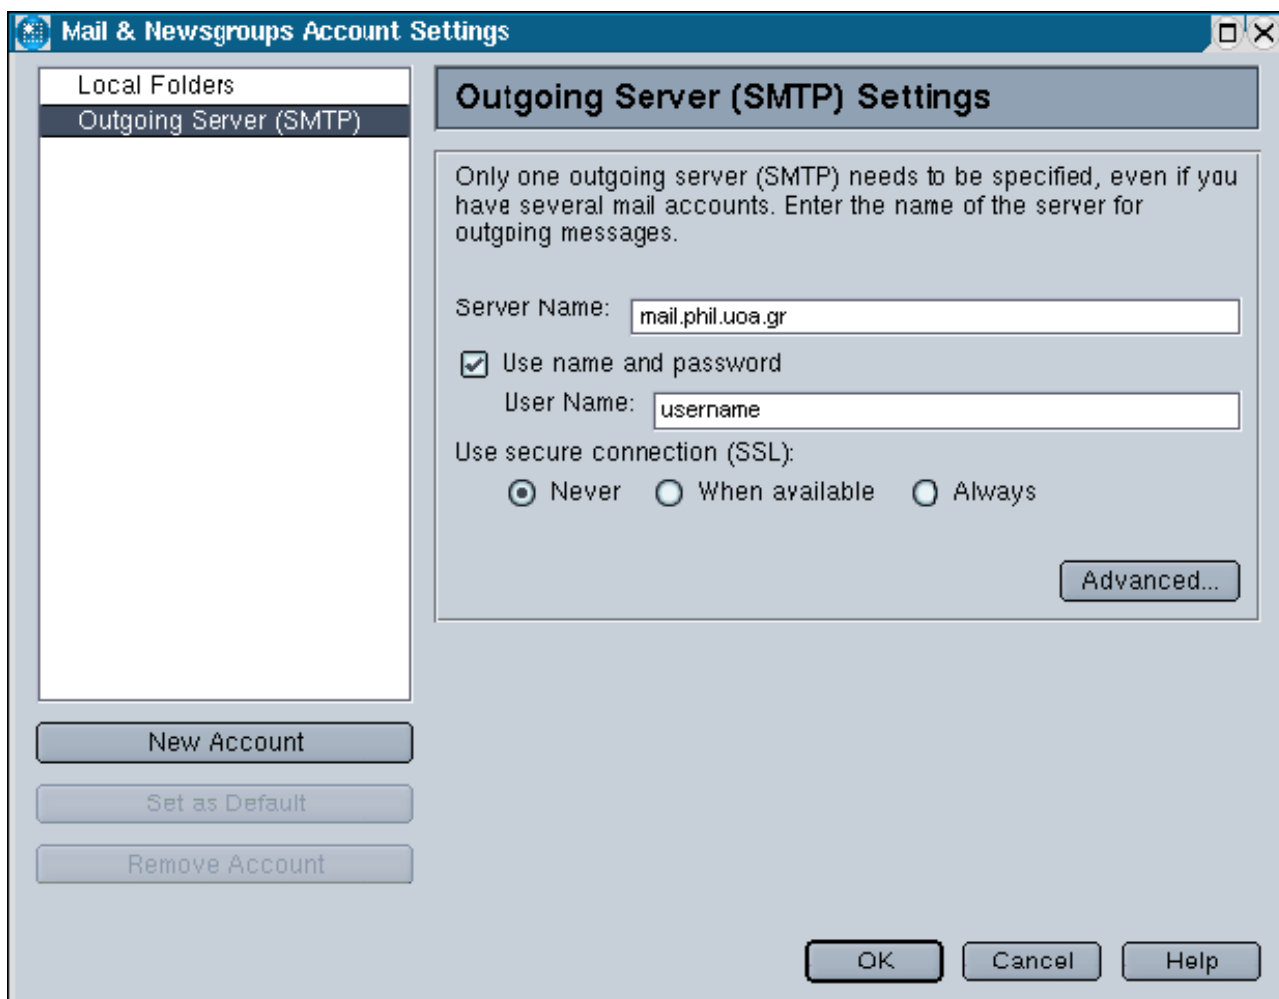 Mail & Newsgroups Account Settings
Local Folders
Outgoing Server (SMTP)
Outgoing Server (SMTP) Settings
Only one outgoing server (SMTP) needs to be specified, even if you
have several mail accounts. Enter the name of the server for
outgoing messages.
Server Name: mail.phil.uoa.gr
Use name and password
User Name: username
Use secure connection (SSL):
Never When available Always
Advanced...
New Account
Set as Default
Remove Account
OK Cancel Help